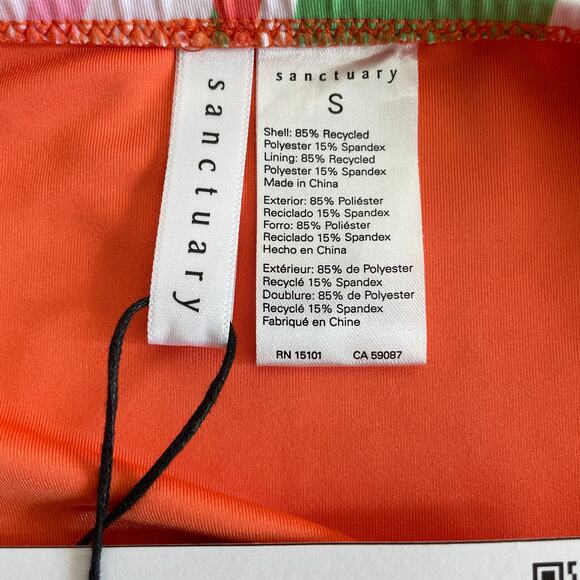 sanctuary
sanctuary
S
Shell: 85% Recycled
Polyester 15% Spandex
Lining: 85% Recycled
Polyester 15% Spandex
Made in China
Exterior: 85% Poliéster
Reciclado 15% Spandex
Forro: 85% Poliéster
Reciclado 15% Spandex
Hecho en China
Extérieur: 85% de Polyester
Recyclé 15% Spandex
Doublure: 85% de Polyester
Recyclé 15% Spandex
Fabriqué en Chine
RN 15101 CA 59087